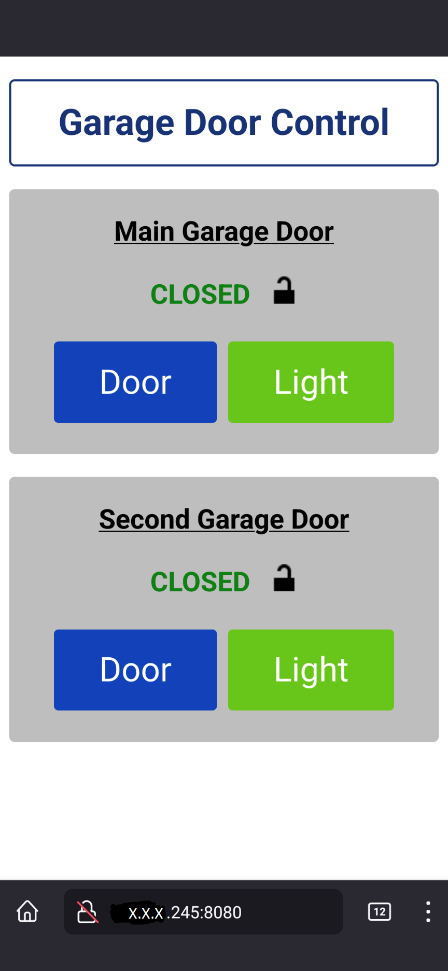 Garage Door Control
Main Garage Door
CLOSED
Door Light
Second Garage Door
CLOSED
Door Light
X.X.X.245:8080 12